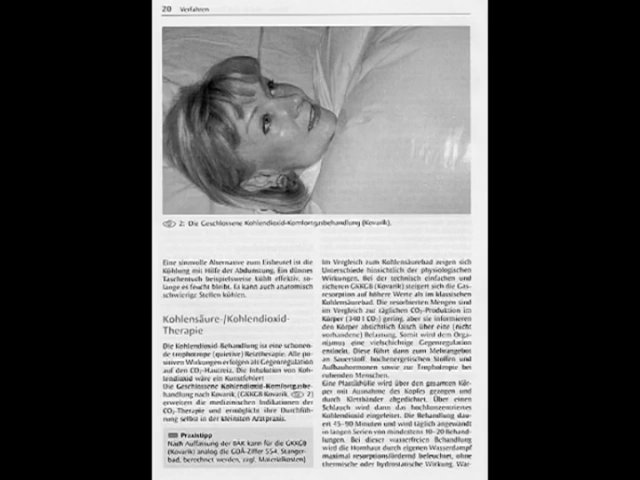 20 Verfahren
2: Die Geschlossene Kohlendioxid-Komfortgasbehandlung (Kovarik).
Eine sinnvolle Alternative zum Eisbeutel ist die
Kühlung mit Hilfe der Abdunstung. Ein dünnes
Taschentuch beispielsweise kühlt effektiv, so-
lange es feucht bleibt. Es kann auch anatomisch
schwierige Stellen kühlen.
Kohlensäure-/Kohlendioxid-
Therapie
Die Kohlendioxid-Behandlung ist eine schonen-
de trophotrope (quietive) Reiztherapie. Alle po-
sitiven Wirkungen erfolgen als Gegenregulation
auf den CO₂-Hautreiz. Die Inhalation von Koh-
lendioxid wäre ein Kunstfehler!
Die Geschlossene Kohlendioxid-Komfortgasbe-
handlung nach Kovarik (GKKGB Kovarik, 2)
erweitert die medizinischen Indikationen der
CO₂-Therapie und ermöglicht ihre Durchfüh-
rung selbst in der kleinsten Arztpraxis.
Praxistipp
Nach Auffassung der BÄK kann für die GKKGB
(Kovarik) analog die GOÄ-Ziffer 554, Stanger-
bad, berechnet werden, zzgl. Materialkosten
Im Vergleich zum Kohlensäurebad zeigen sich
Unterschiede hinsichtlich der physiologischen
Wirkungen. Bei der technisch einfachen und
sicheren GKKGB (Kovarik) steigert sich die Gas-
resorption auf höhere Werte als im klassischen
Kohlensäurebad. Die resorbierten Mengen sind
im Vergleich zur täglichen CO₂-Produktion im
Körper (340 l CO₂) gering, aber sie informieren
den Körper absichtlich falsch über eine (nicht
vorhandene) Belastung. Somit wird dem Orga-
nismus eine vielschichtige Gegenregulation
entlockt. Diese führt dann zum Mehrangebot
an Sauerstoff, hochenergetischen Stoffen und
Aufbauhormonen sowie zur Trophotropie bei
ruhenden Menschen.
Eine Plastikhülle wird über den gesamten Kör-
per mit Ausnahme des Kopfes gezogen und
durch Klettbänder abgedichtet. Über einen
Schlauch wird dann das hochkonzentrierte
Kohlendioxid eingeleitet. Die Behandlung dau-
ert 45–90 Minuten und wird täglich angewandt
in langen Serien von mindestens 10–20 Behand-
lungen. Bei dieser wasserfreien Behandlung
wird die Hornhaut durch eigenen Wasserdampf
maximal resorptionsfördernd befeuchtet, ohne
thermische oder hydrostatische Wirkung. War-